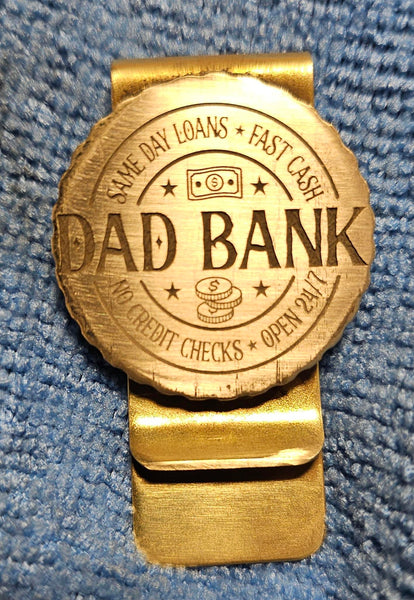 SAME DAY LOANS ★ FAST CASH
$
DAD BANK
$
NO CREDIT CHECKS ★ OPEN 24/7